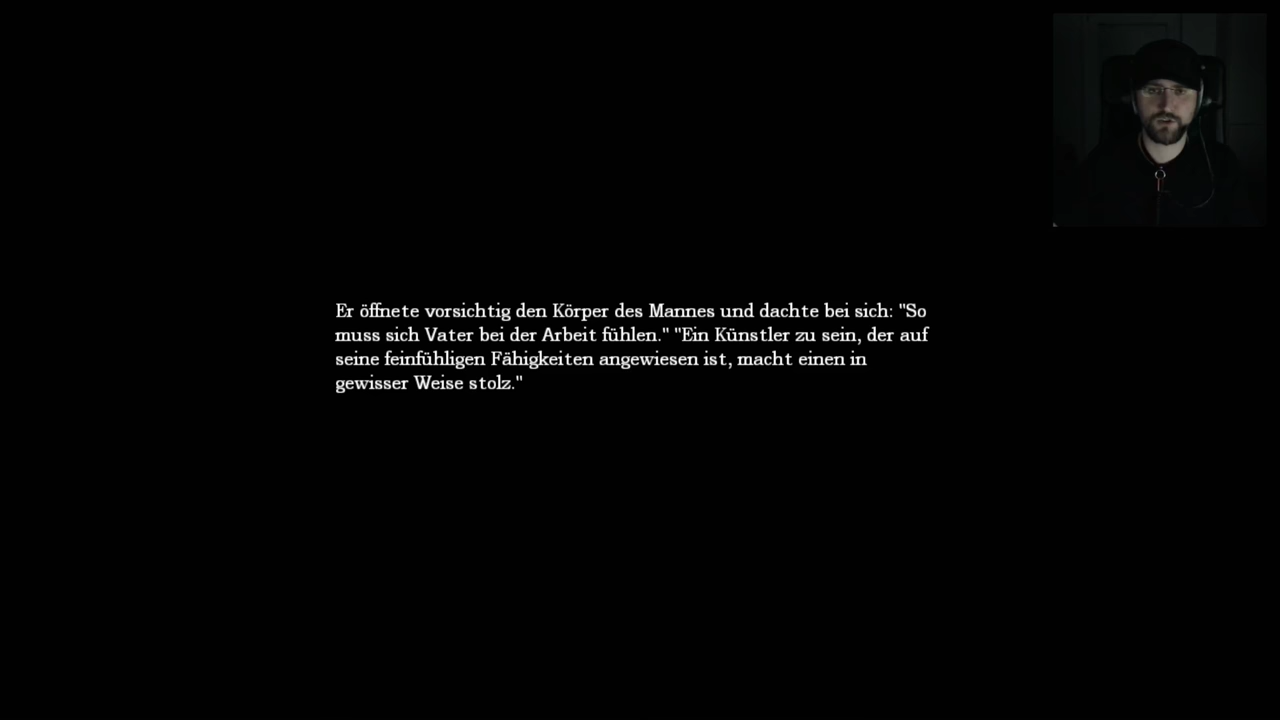 Er öffnete vorsichtig den Körper des Mannes und dachte bei sich: "So
muss sich Vater bei der Arbeit fühlen." "Ein Künstler zu sein, der auf
seine feinfühligen Fähigkeiten angewiesen ist, macht einen in
gewisser Weise stolz."